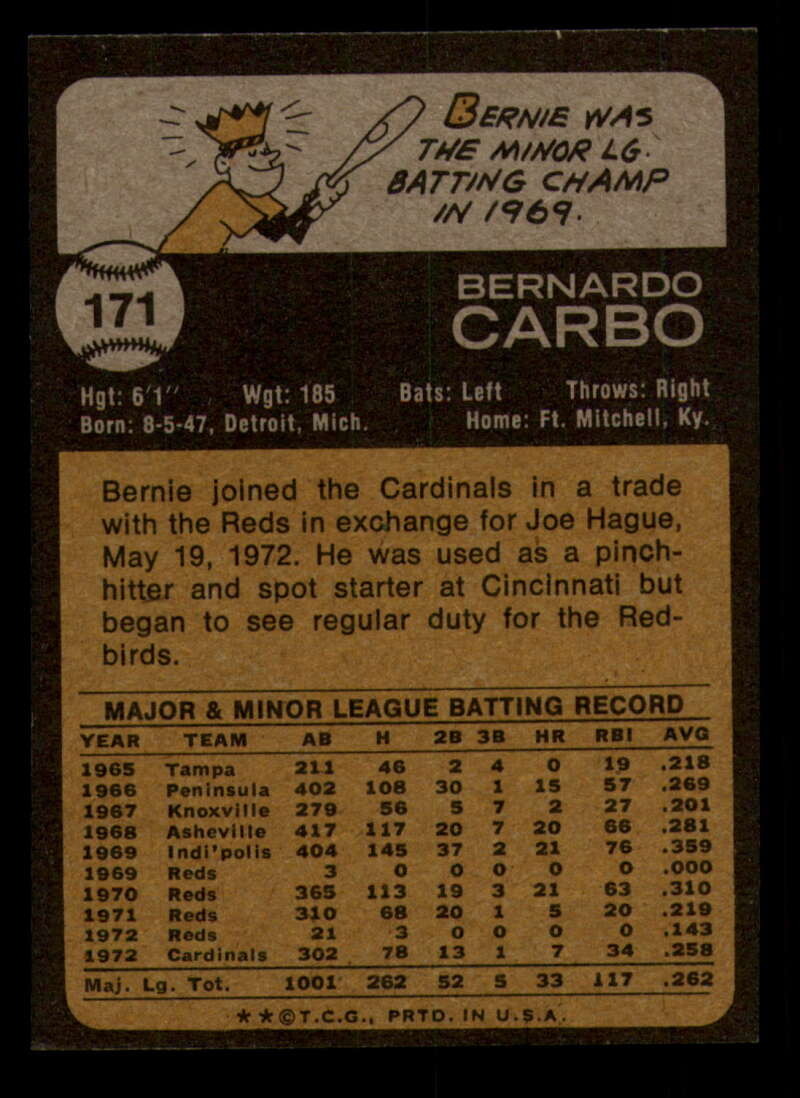 BERNIE WAS
THE MINOR LG.
BATTING CHAMP
IN 1969.
171
BERNARDO
CARBO
Hgt: 6'1" Wgt: 185 Bats: Left Throws: Right
Born: 8-5-47, Detroit, Mich. Home: Ft. Mitchell, Ky.
Bernie joined the Cardinals in a trade
with the Reds in exchange for Joe Hague,
May 19, 1972. He was used as a pinch-
hitter and spot starter at Cincinnati but
began to see regular duty for the Red-
birds.
MAJOR & MINOR LEAGUE BATTING RECORD
YEAR TEAM AB H 2B 3B HR RBI AVG
1965 Tampa 211 46 2 4 0 19 .218
1966 Peninsula 402 108 30 1 15 57 .269
1967 Knoxville 279 56 5 7 2 27 .201
1968 Asheville 417 117 20 7 20 66 .281
1969 Indi'polis 404 145 37 2 21 76 .359
1969 Reds 3 0 0 0 0 0 .000
1970 Reds 365 113 19 3 21 63 .310
1971 Reds 310 68 20 1 5 20 .219
1972 Reds 21 3 0 0 0 0 .143
1972 Cardinals 302 78 13 1 7 34 .258
Maj. Lg. Tot. 1001 262 52 5 33 117 .262
**©T.C.G., PRTD. IN U.S.A.